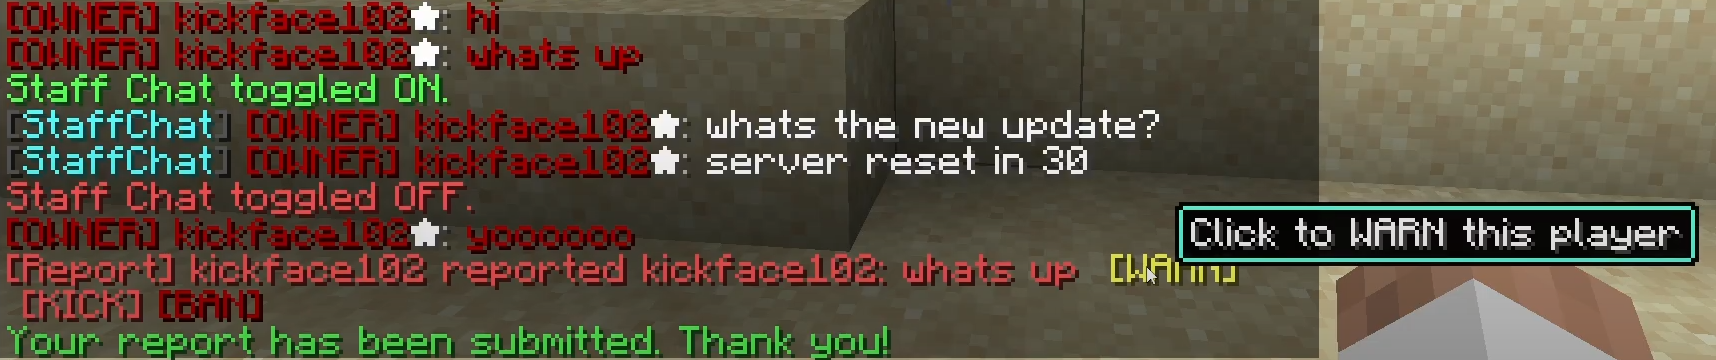 [OWNER] kickface102★: hi
[OWNER] kickface102★: whats up
Staff Chat toggled ON.
[StaffChat] [OWNER] kickface102★: whats the new update?
[StaffChat] [OWNER] kickface102★: server reset in 30
Staff Chat toggled OFF.
[OWNER] kickface102★: yoooooo
Click to WARN this player
[Report] kickface102 reported kickface102: whats up [WARN]
[KICK] [BAN]
Your report has been submitted. Thank you!